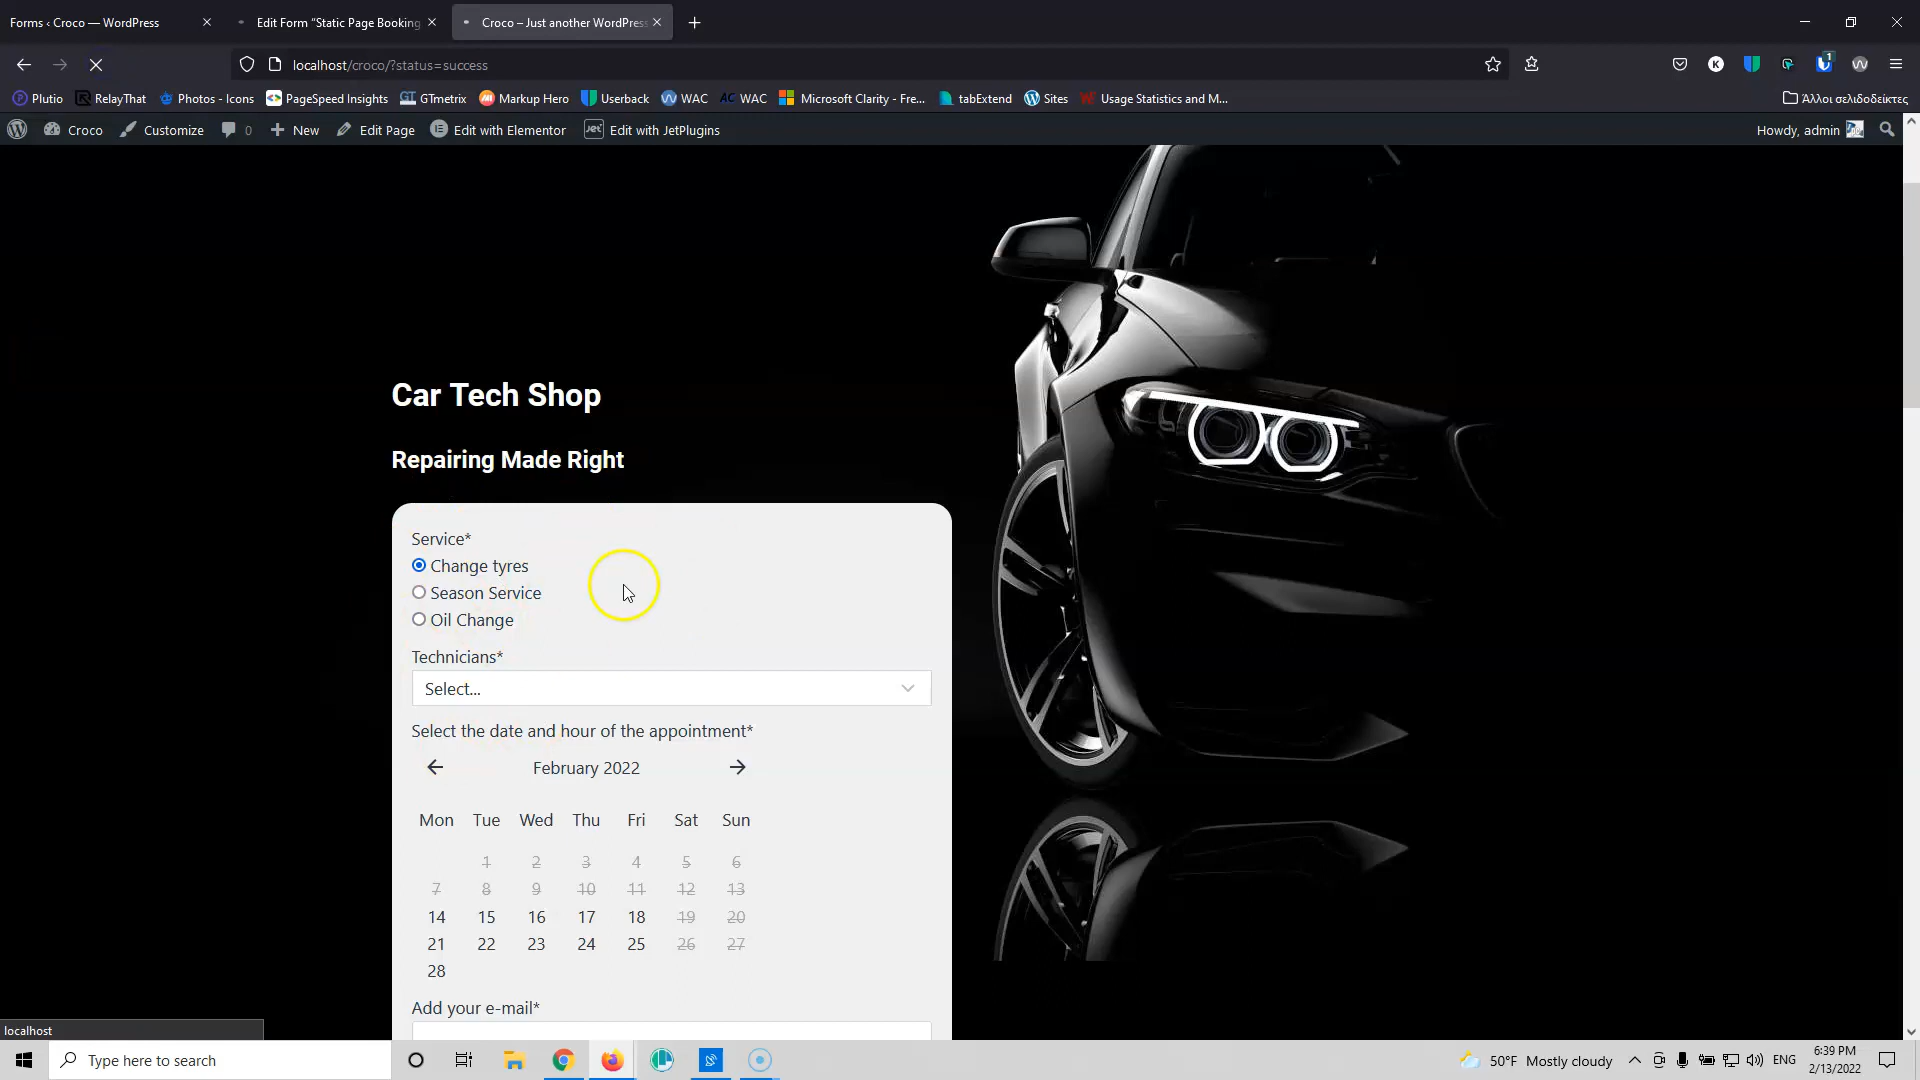 Forms ‹ Croco — WordPress
Edit Form “Static Page Booking
Croco – Just another WordPres
localhost/croco/?status=success
Plutio
RelayThat
Photos - Icons
PageSpeed Insights
GTmetrix
Markup Hero
Userback
WAC
WAC
Microsoft Clarity - Fre...
tabExtend
Sites
Usage Statistics and M...
Άλλοι σελιδοδείκτες
Croco
Customize
0
New
Edit Page
Edit with Elementor
Jet
Edit with JetPlugins
Howdy, admin
Car Tech Shop
Repairing Made Right
Service*
Change tyres
Season Service
Oil Change
Technicians*
Select...
Select the date and hour of the appointment*
February 2022
Mon Tue Wed Thu Fri Sat Sun
1 2 3 4 5 6
7 8 9 10 11 12 13
14 15 16 17 18 19 20
21 22 23 24 25 26 27
28
Add your e-mail*
localhost
Type here to search
50°F Mostly cloudy
ENG
6:39 PM
2/13/2022